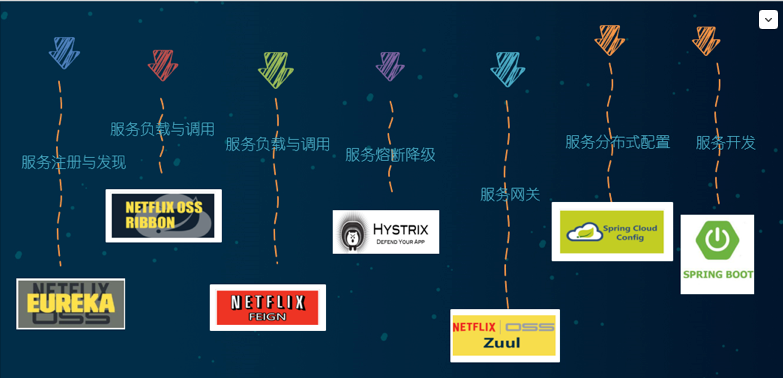 服务注册与发现
NETFLIX OSS
EUREKA
服务负载与调用
NETFLIX OSS
RIBBON
服务负载与调用
NETFLIX
FEIGN
服务熔断降级
HYSTRIX
DEFEND YOUR APP
服务网关
NETFLIX OSS
Zuul
服务分布式配置
Spring Cloud
Config
服务开发
SPRING BOOT